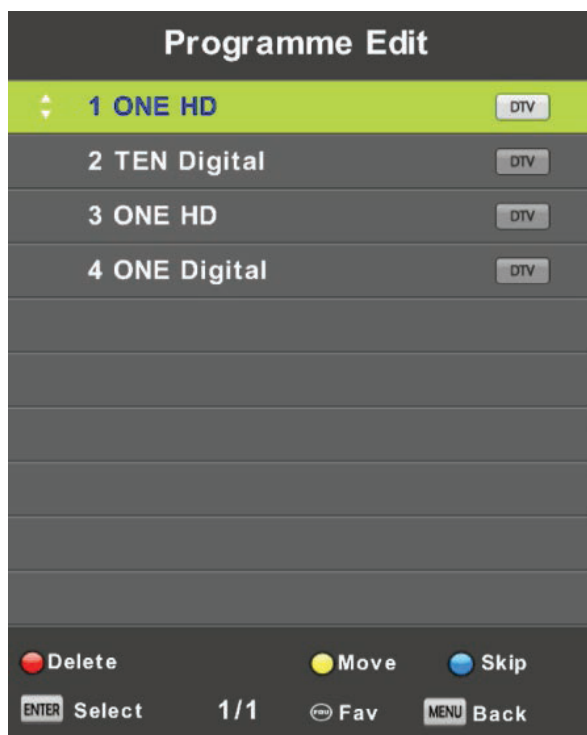 Programme Edit
1 ONE HD DTV
2 TEN Digital DTV
3 ONE HD DTV
4 ONE Digital DTV
Delete Move Skip
ENTER Select 1/1 Fav MENU Back